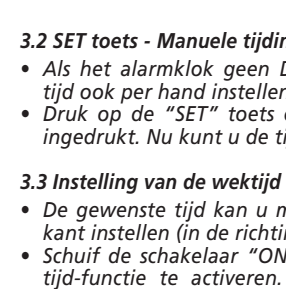 3.2 SET toets - Manuele tijdin
• Als het alarmklok geen D
tijd ook per hand instellen
• Druk op de “SET” toets e
ingedrukt. Nu kunt u de ti
3.3 Instelling van de wektijd
• De gewenste tijd kan u m
kant instellen (in de richtin
• Schuif de schakelaar “ON
tijd-functie te activeren.